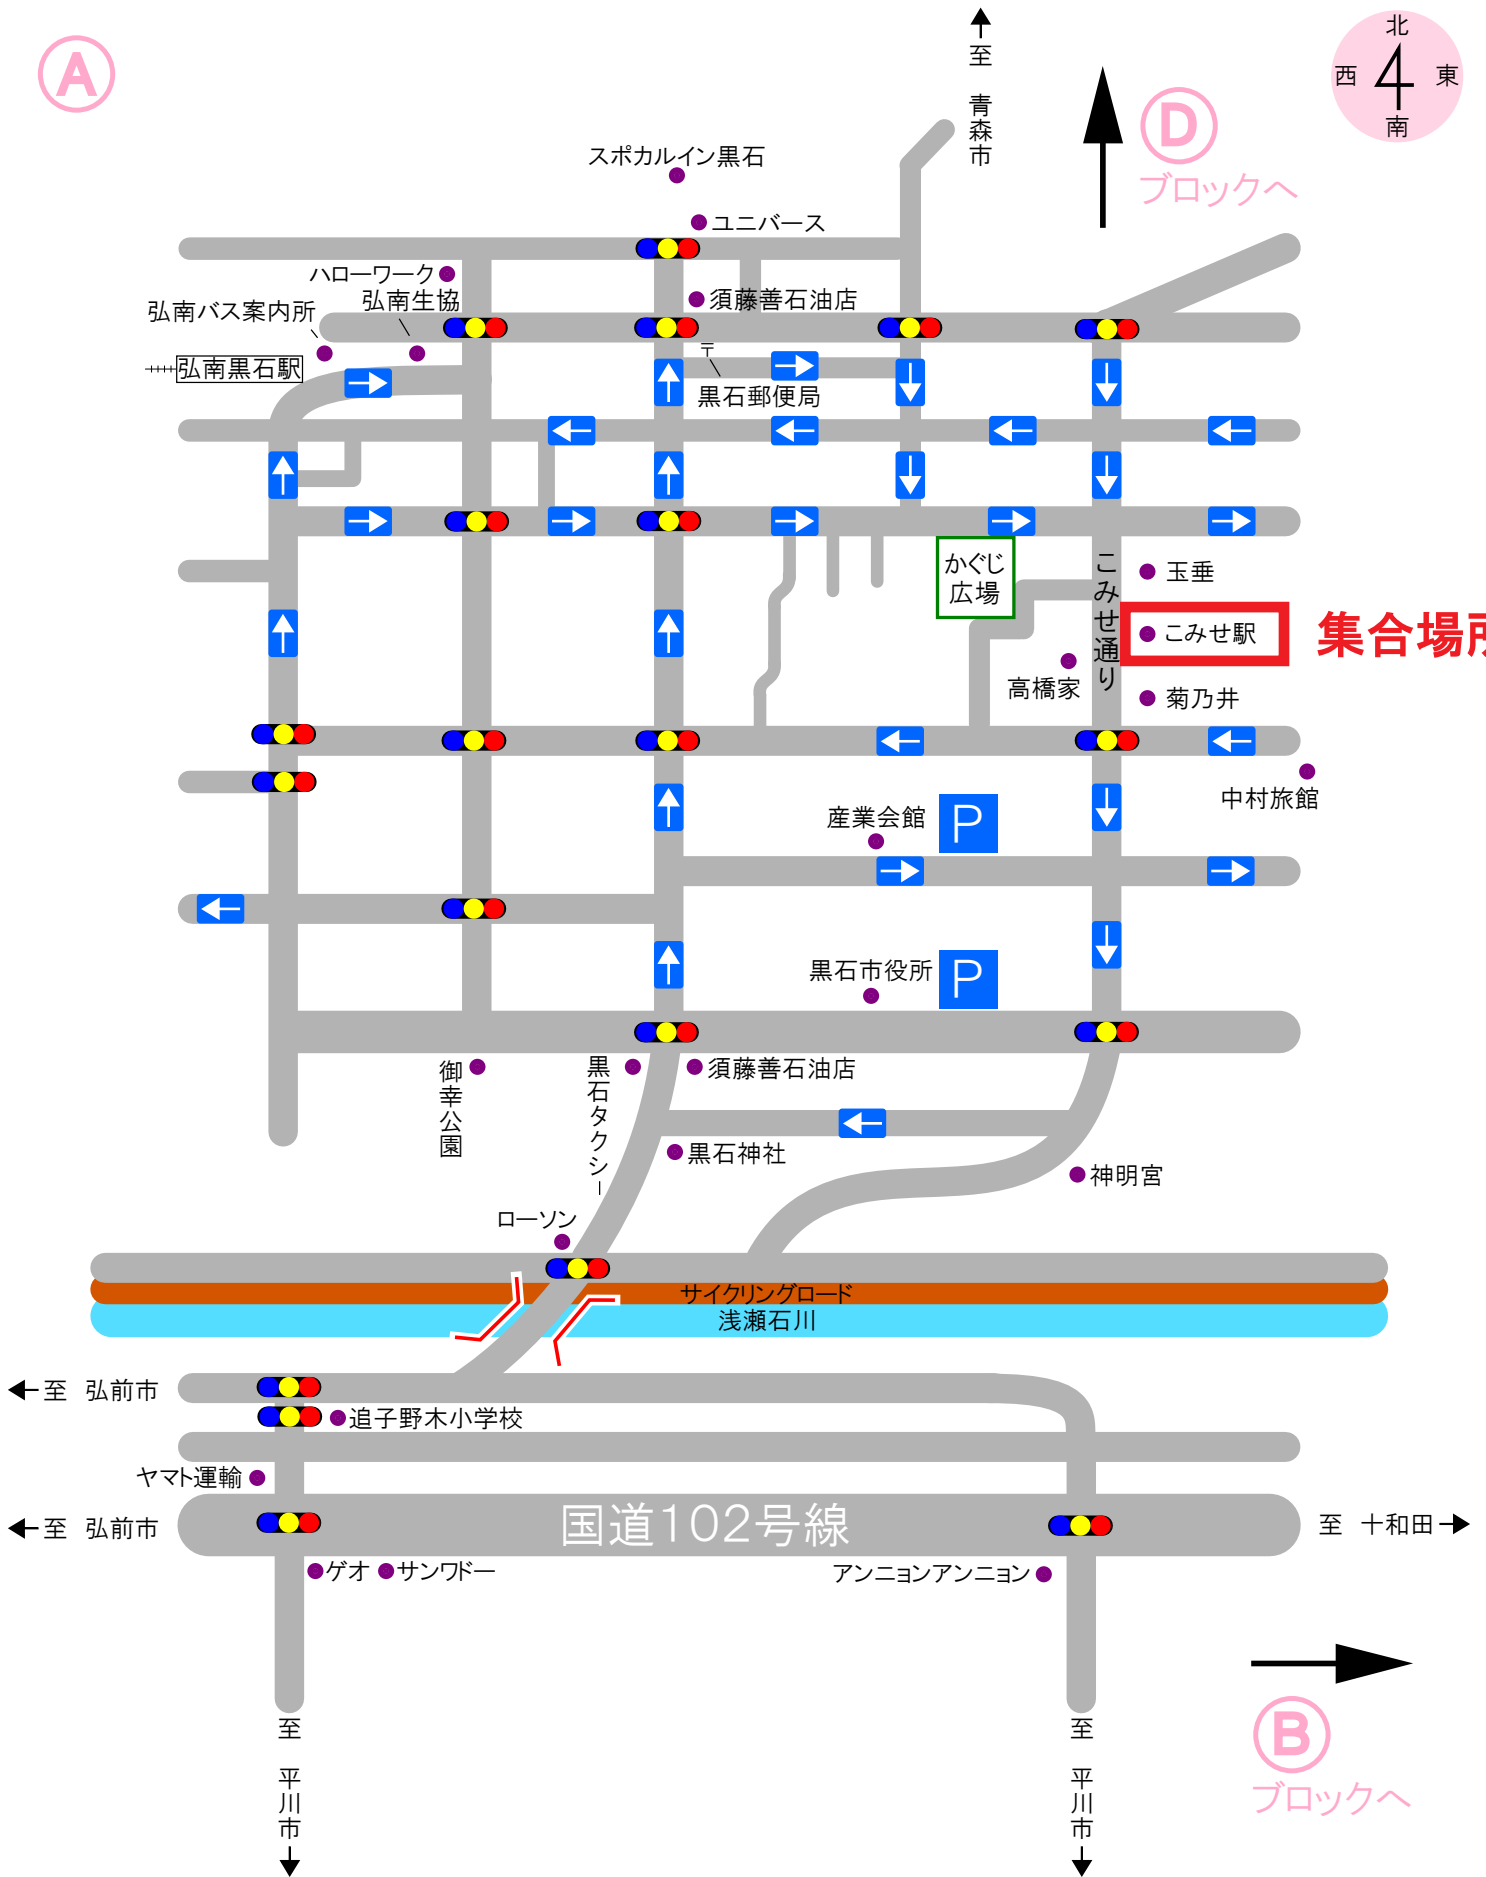 A
北
西 東
南
至 青森市
D
ブロックへ
スポカルイン黒石
ユニバース
ハローワーク
弘南生協
弘南バス案内所
須藤善石油店
弘南黒石駅
〒
黒石郵便局
かぐじ
広場
こみせ通り
玉垂
こみせ駅
集合場所
高橋家
菊乃井
中村旅館
産業会館
P
黒石市役所
P
御幸公園
黒石タクシー
須藤善石油店
黒石神社
神明宮
ローソン
サイクリングロード
浅瀬石川
至 弘前市
追子野木小学校
ヤマト運輸
至 弘前市
国道102号線
至 十和田
ゲオ
サンワドー
アンニョンアンニョン
至 平川市
至 平川市
B
ブロックへ